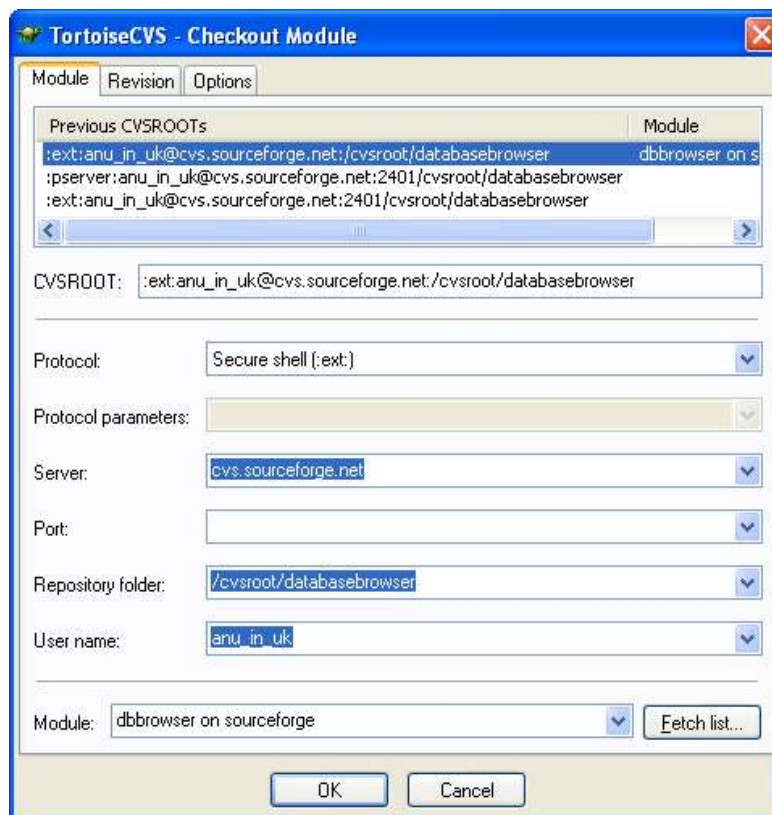 TortoiseCVS - Checkout Module
Module Revision Options
Previous CVSROOTs Module
:ext:anu_in_uk@cvs.sourceforge.net:/cvsroot/databasebrowser dbbrowser on s
:pserver:anu_in_uk@cvs.sourceforge.net:2401/cvsroot/databasebrowser
:ext:anu_in_uk@cvs.sourceforge.net:2401/cvsroot/databasebrowser
CVSROOT: :ext:anu_in_uk@cvs.sourceforge.net:/cvsroot/databasebrowser
Protocol: Secure shell (:ext:)
Protocol parameters:
Server: cvs.sourceforge.net
Port:
Repository folder: /cvsroot/databasebrowser
User name: anu_in_uk
Module: dbbrowser on sourceforge Fetch list...
OK Cancel